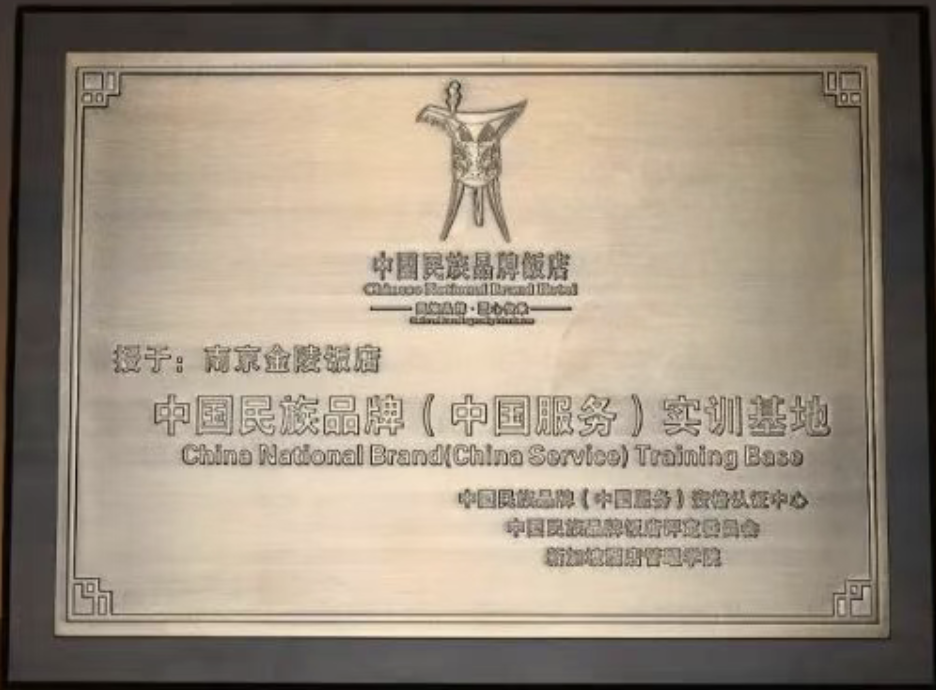 中国民族品牌饭店
Chinese National Brand Hotel
授于：南京金陵饭店
中国民族品牌（中国服务）实训基地
China National Brand(China Service) Training Base
中国民族品牌（中国服务）资格认证中心
中国民族品牌饭店评定委员会
新加坡酒店管理学院